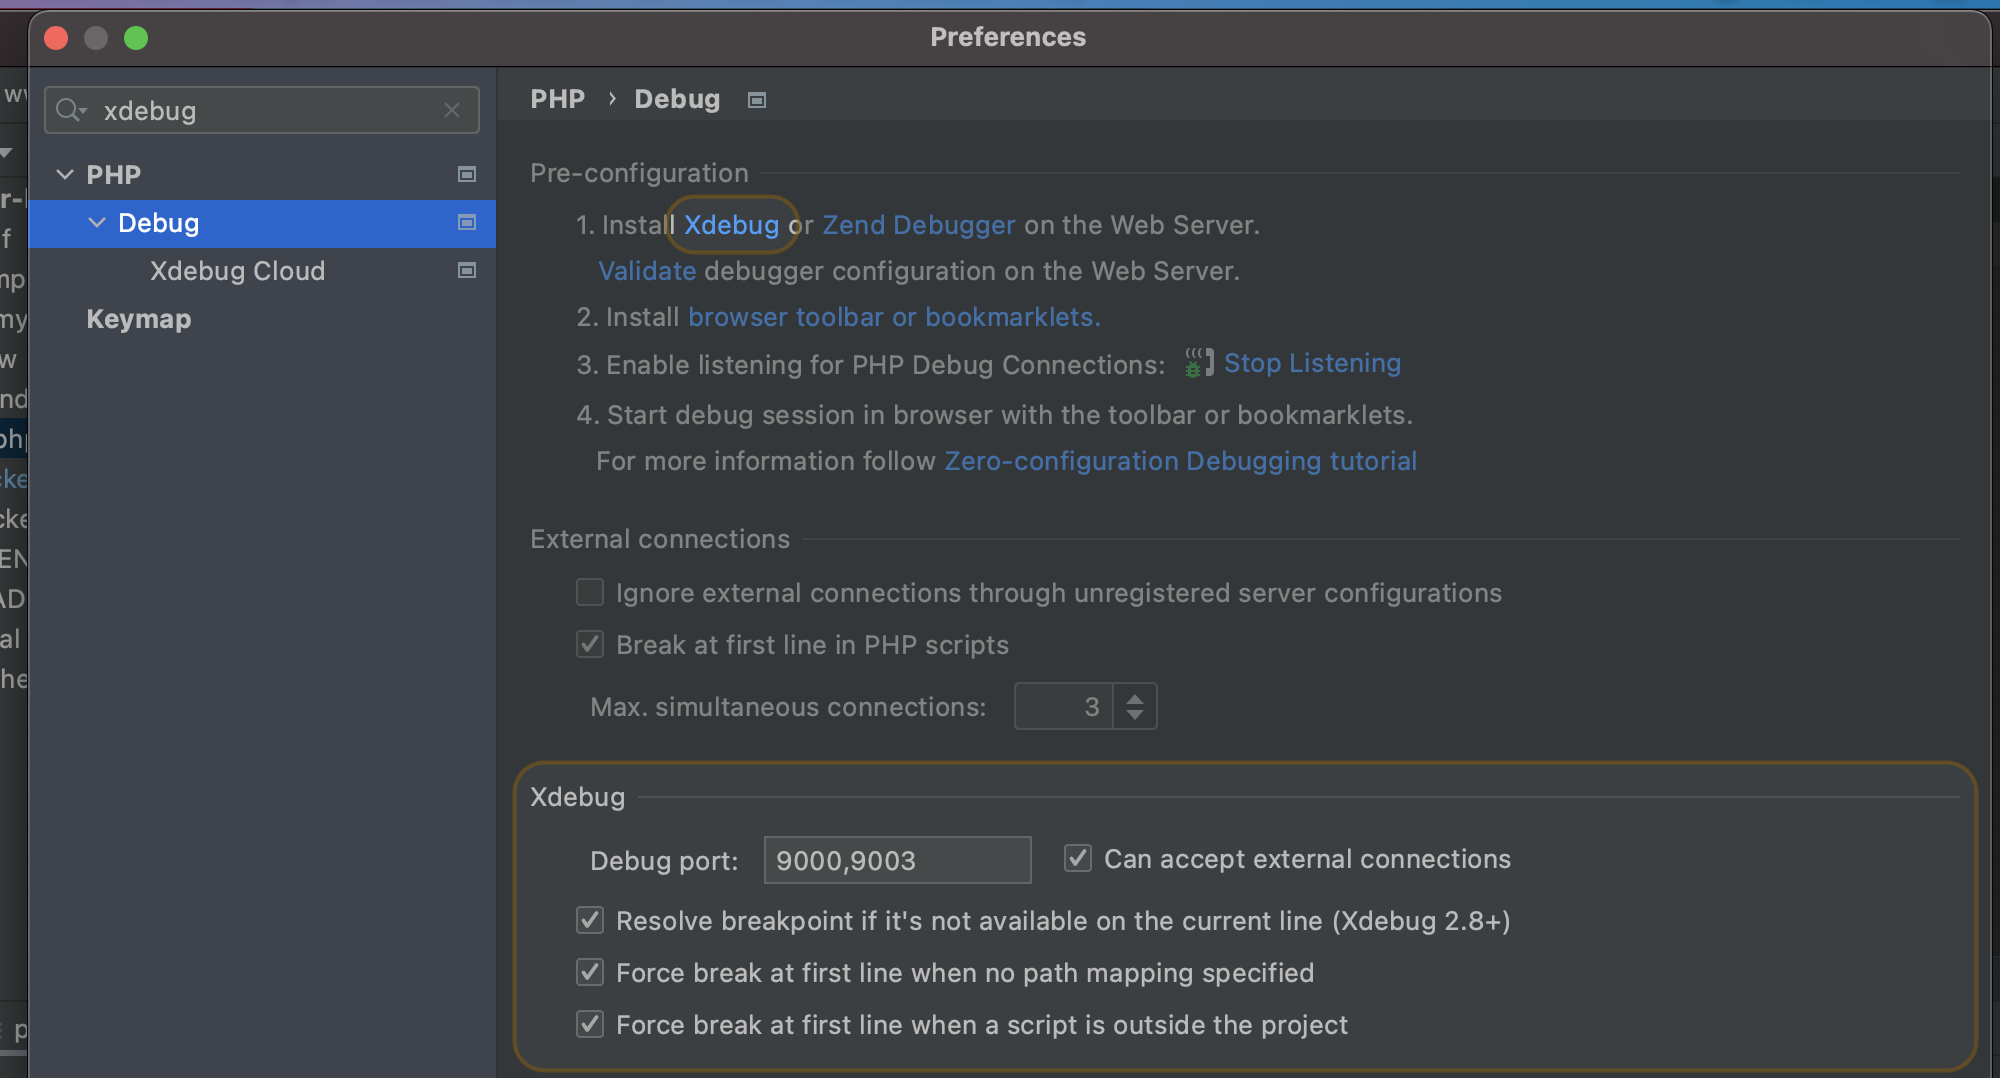 Preferences
xdebug
PHP
Debug
Xdebug Cloud
Keymap
PHP › Debug
Pre-configuration
1. Install Xdebug or Zend Debugger on the Web Server.
Validate debugger configuration on the Web Server.
2. Install browser toolbar or bookmarklets.
3. Enable listening for PHP Debug Connections: Stop Listening
4. Start debug session in browser with the toolbar or bookmarklets.
For more information follow Zero-configuration Debugging tutorial
External connections
Ignore external connections through unregistered server configurations
Break at first line in PHP scripts
Max. simultaneous connections: 3
Xdebug
Debug port: 9000,9003 Can accept external connections
Resolve breakpoint if it's not available on the current line (Xdebug 2.8+)
Force break at first line when no path mapping specified
Force break at first line when a script is outside the project